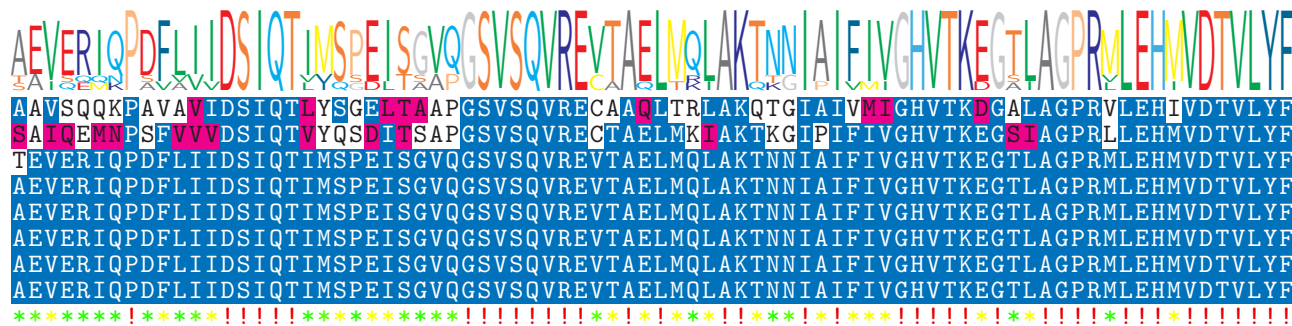 AEVERIQPDFLIIDSIQTIMSPEISGVQGSVSQVREVTAELMQLAKTNNIAIFIVGHVTKEGTLAGPRMLEHMVDTVLYF
AAVSQQKPAVAVIDSIQTLYSGELTAAPGSVSQVRECAAQLTRLAKQTGIAIVMIGHVTKDGALAGPRVLEHIVDTVLYF
SAIQEMNPSFVVVDSIQTVYQSDITSAPGSVSQVRECTAELMKIAKTKGIPIFIVGHVTKEGSIAGPRLLEHMVDTVLYF
TEVERIQPDFLIIDSIQTIMSPEISGVQGSVSQVREVTAELMQLAKTNNIAIFIVGHVTKEGTLAGPRMLEHMVDTVLYF
AEVERIQPDFLIIDSIQTIMSPEISGVQGSVSQVREVTAELMQLAKTNNIAIFIVGHVTKEGTLAGPRMLEHMVDTVLYF
AEVERIQPDFLIIDSIQTIMSPEISGVQGSVSQVREVTAELMQLAKTNNIAIFIVGHVTKEGTLAGPRMLEHMVDTVLYF
AEVERIQPDFLIIDSIQTIMSPEISGVQGSVSQVREVTAELMQLAKTNNIAIFIVGHVTKEGTLAGPRMLEHMVDTVLYF
AEVERIQPDFLIIDSIQTIMSPEISGVQGSVSQVREVTAELMQLAKTNNIAIFIVGHVTKEGTLAGPRMLEHMVDTVLYF
AEVERIQPDFLIIDSIQTIMSPEISGVQGSVSQVREVTAELMQLAKTNNIAIFIVGHVTKEGTLAGPRMLEHMVDTVLYF
*******!*****!!!!!**********!!!!!!!!**!*!***!!***!*!***!!!!!*!**!!!!*!!!*!!!!!!!